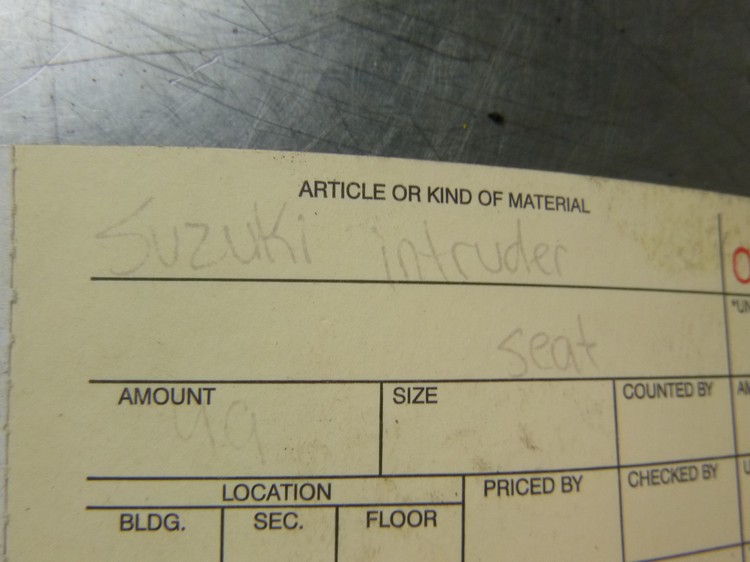 ARTICLE OR KIND OF MATERIAL
Suzuki intruder
seat
AMOUNT SIZE COUNTED BY
LOCATION PRICED BY CHECKED BY
BLDG. SEC. FLOOR